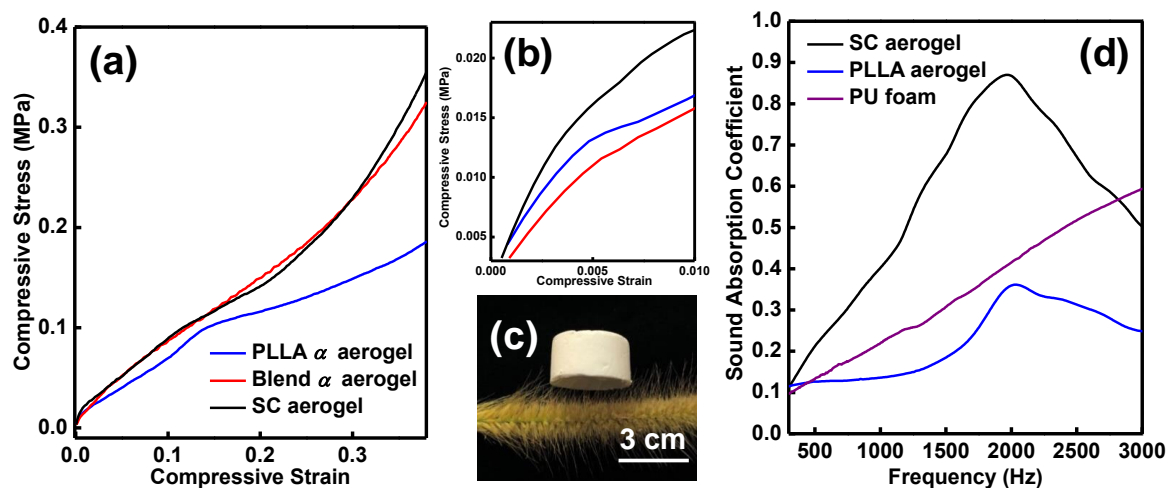 (a)
Compressive Stress (MPa)
0.4
0.3
0.2
0.1
0.0
PLLA α aerogel
Blend α aerogel
SC aerogel
0.0 0.1 0.2 0.3
Compressive Strain
(b)
Compressive Stress (MPa)
0.020
0.015
0.010
0.005
0.000 0.005 0.010
Compressive Strain
(c)
3 cm
(d)
Sound Absorption Coefficient
1.0
0.9
0.8
0.7
0.6
0.5
0.4
0.3
0.2
0.1
0.0
SC aerogel
PLLA aerogel
PU foam
500 1000 1500 2000 2500 3000
Frequency (Hz)